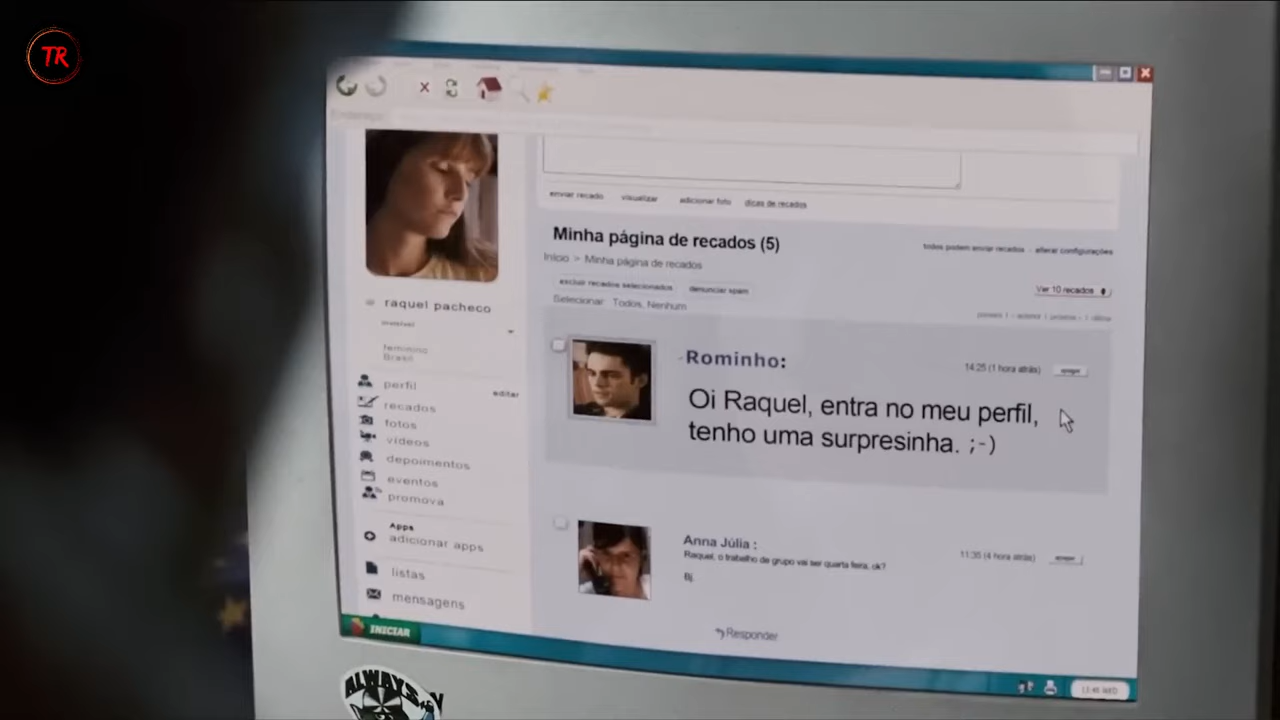 TR
enviar recado visualizar adicionar foto dicas de recados
Minha página de recados (5)
todos podem enviar recados - alterar configurações
Início > Minha página de recados
excluir recados selecionados denunciar spam
Ver 10 recados
Selecionar: Todos, Nenhum
raquel pacheco
feminino
Brasil
perfil
editar
recados
fotos
vídeos
depoimentos
eventos
promova
Apps
adicionar apps
listas
mensagens
Rominho:
14:25 (1 hora atrás) apagar
Oi Raquel, entra no meu perfil,
tenho uma surpresinha. ;-)
Anna Júlia :
11:35 (4 hora atrás) apagar
Raquel, o trabalho de grupo vai ser quarta feira, ok?
Bj.
Responder
INICIAR
ALWAYS